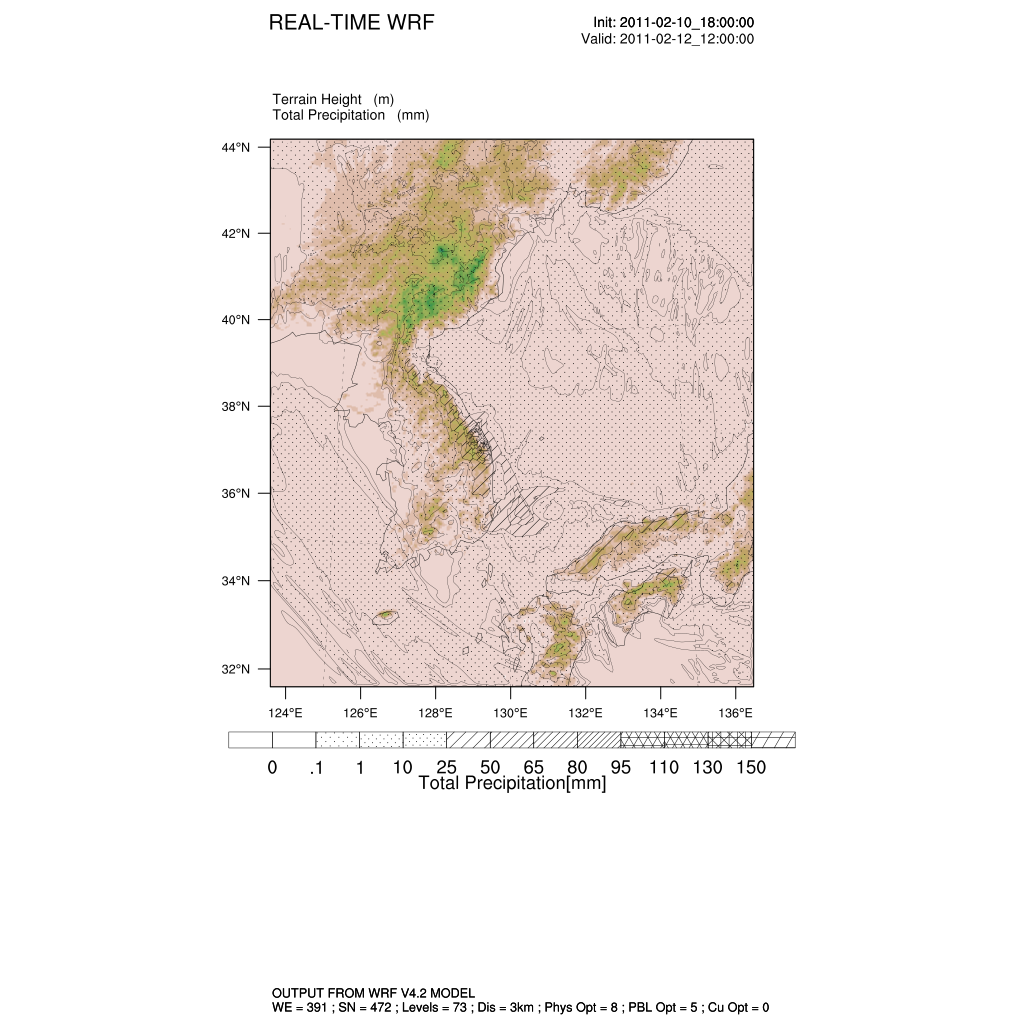 REAL-TIME WRF
Init: 2011-02-10_18:00:00
Valid: 2011-02-12_12:00:00
Terrain Height (m)
Total Precipitation (mm)
44°N
42°N
40°N
38°N
36°N
34°N
32°N
124°E 126°E 128°E 130°E 132°E 134°E 136°E
0 .1 1 10 25 50 65 80 95 110 130 150
Total Precipitation[mm]
OUTPUT FROM WRF V4.2 MODEL
WE = 391 ; SN = 472 ; Levels = 73 ; Dis = 3km ; Phys Opt = 8 ; PBL Opt = 5 ; Cu Opt = 0